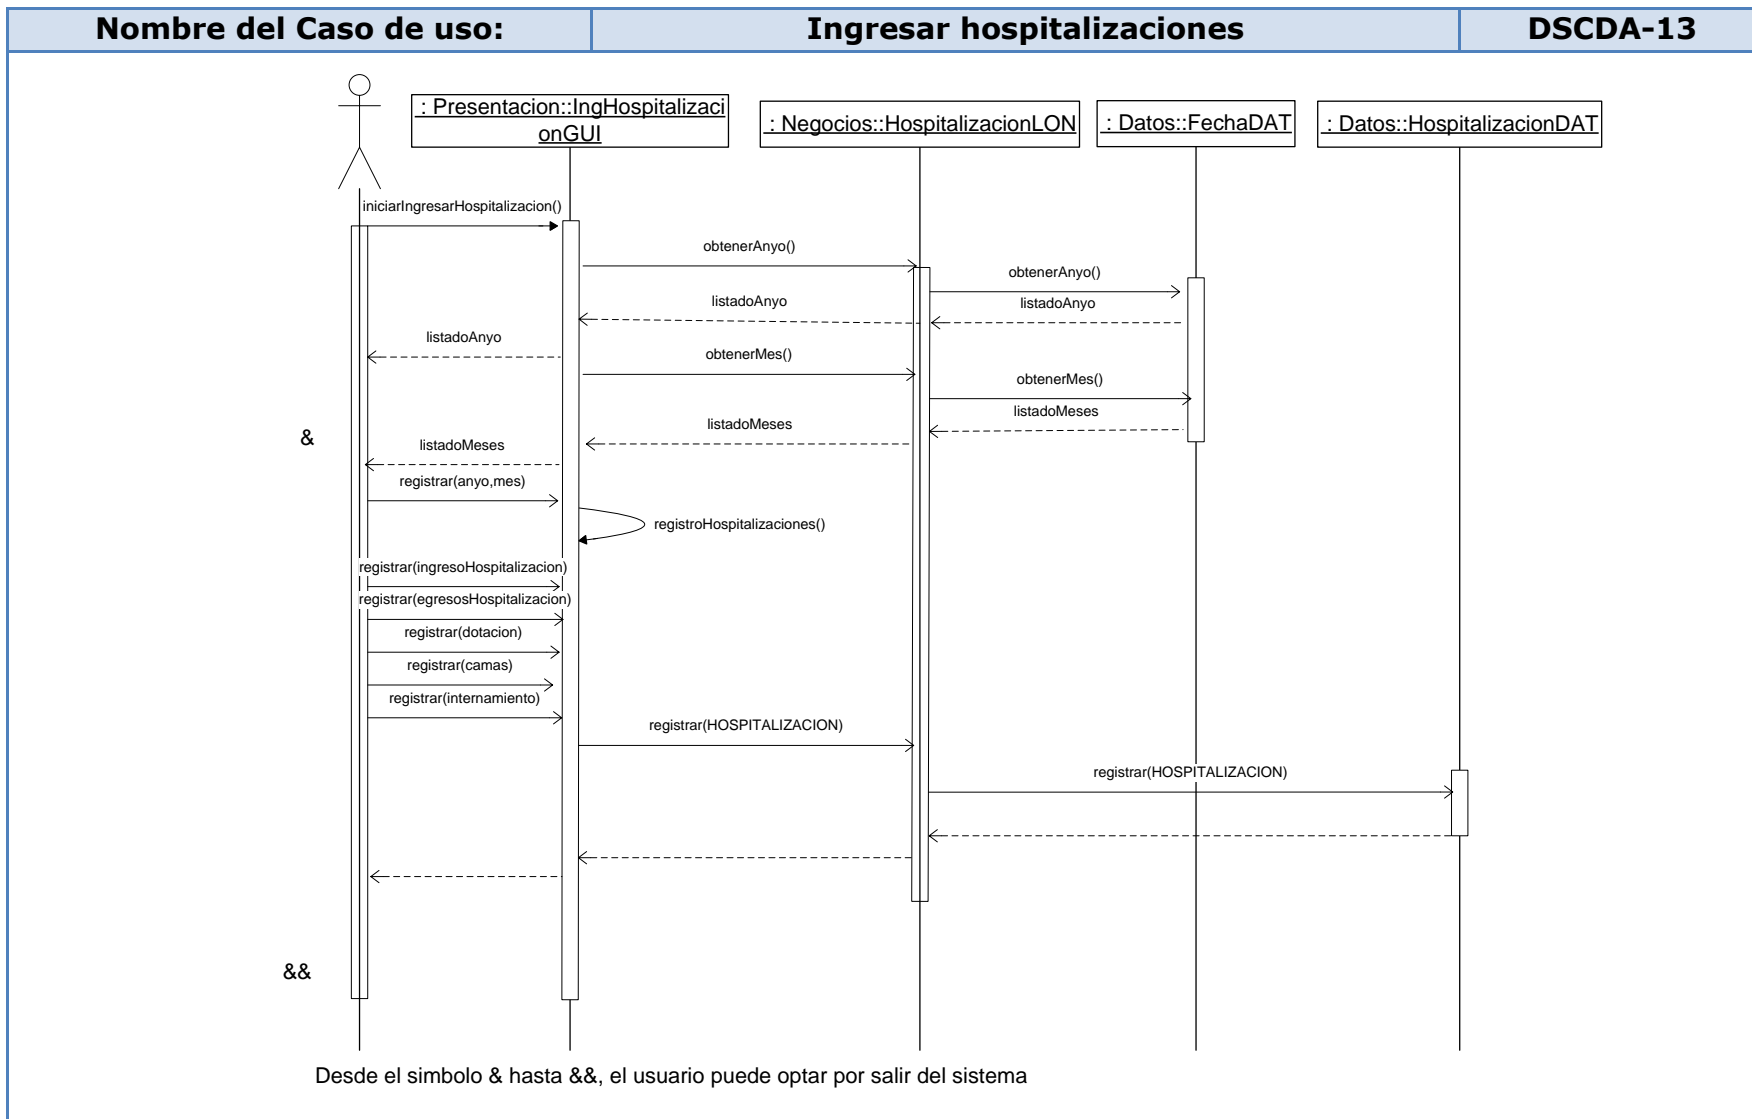 Nombre del Caso de uso: Ingresar hospitalizaciones DSCDA-13
: Presentacion::IngHospitalizaci
onGUI
: Negocios::HospitalizacionLON
: Datos::FechaDAT
: Datos::HospitalizacionDAT
iniciarIngresarHospitalizacion()
obtenerAnyo()
obtenerAnyo()
listadoAnyo
listadoAnyo
listadoAnyo
obtenerMes()
obtenerMes()
listadoMeses
listadoMeses
&
listadoMeses
registrar(anyo,mes)
registroHospitalizaciones()
registrar(ingresoHospitalizacion)
registrar(egresosHospitalizacion)
registrar(dotacion)
registrar(camas)
registrar(internamiento)
registrar(HOSPITALIZACION)
registrar(HOSPITALIZACION)
&&
Desde el simbolo & hasta &&, el usuario puede optar por salir del sistema